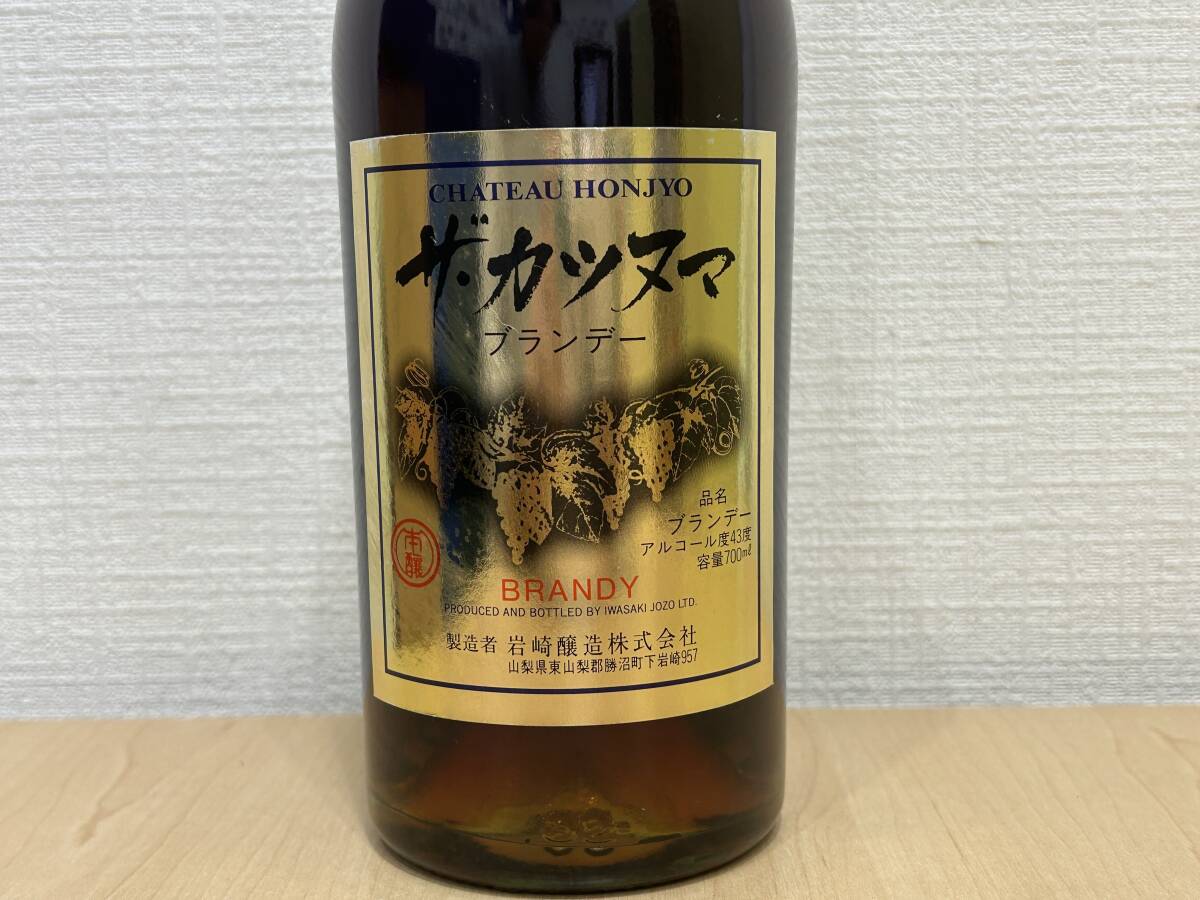 CHATEAU HONJYO
ザ・カツヌマ
ブランデー
品名
ブランデー
アルコール度43度
容量700mℓ
本醸
BRANDY
PRODUCED AND BOTTLED BY IWASAKI JOZO LTD.
製造者 岩崎醸造株式会社
山梨県東山梨郡勝沼町下岩崎957